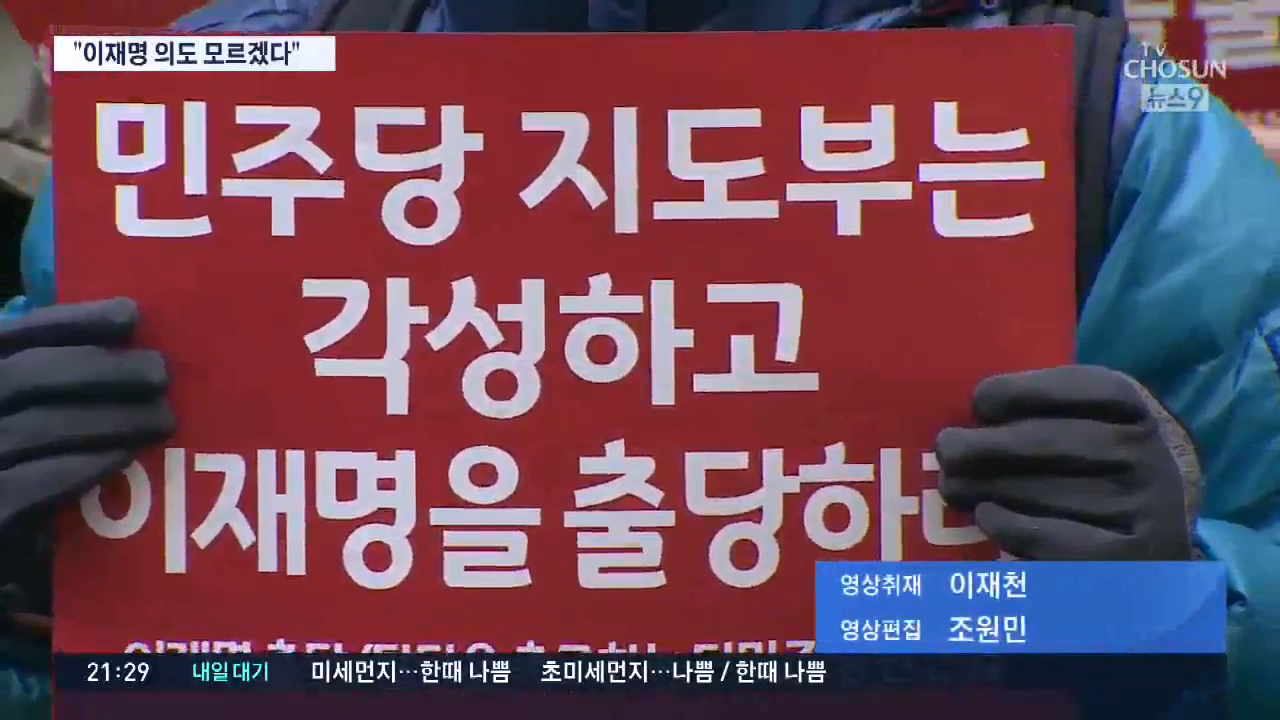 "이재명 의도 모르겠다"
TV
CHOSUN
뉴스9
민주당 지도부는
각성하고
이재명을 출당하라
영상취재 이재천
영상편집 조원민
21:29 내일 대기 미세먼지…한때 나쁨 초미세먼지…나쁨 / 한때 나쁨